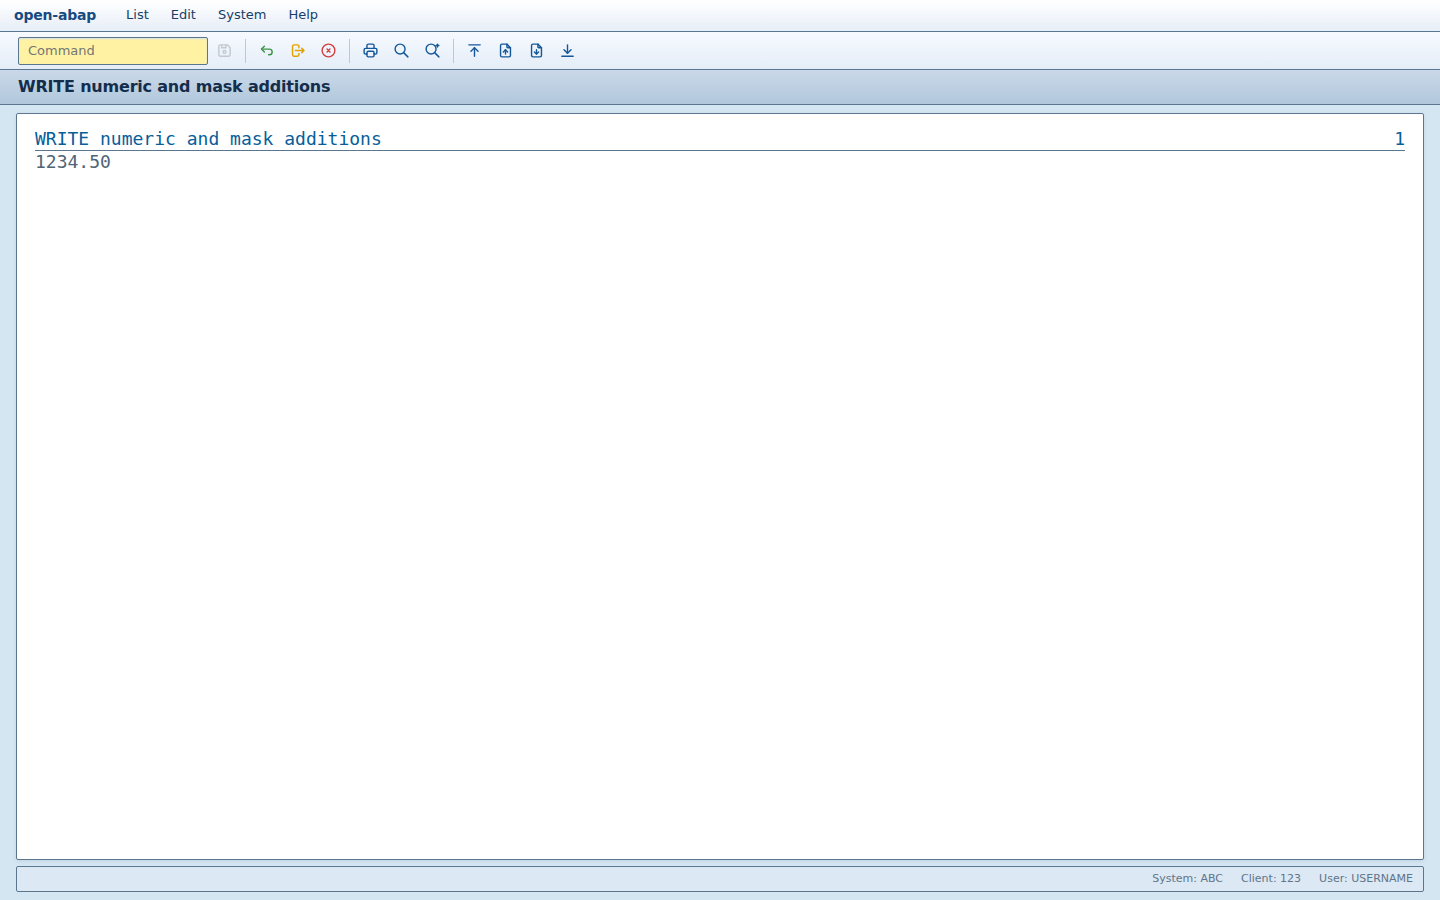 open-abap List Edit System Help
Command
WRITE numeric and mask additions
WRITE numeric and mask additions 1
1234.50
System: ABC Client: 123 User: USERNAME